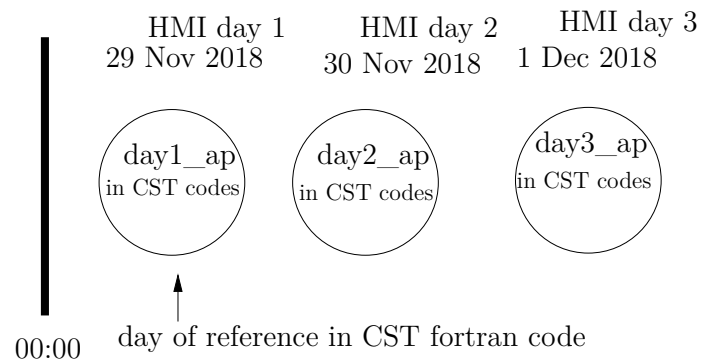 HMI day 1
29 Nov 2018
HMI day 2
30 Nov 2018
HMI day 3
1 Dec 2018
day1_ap
in CST codes
day2_ap
in CST codes
day3_ap
in CST codes
00:00
day of reference in CST fortran code